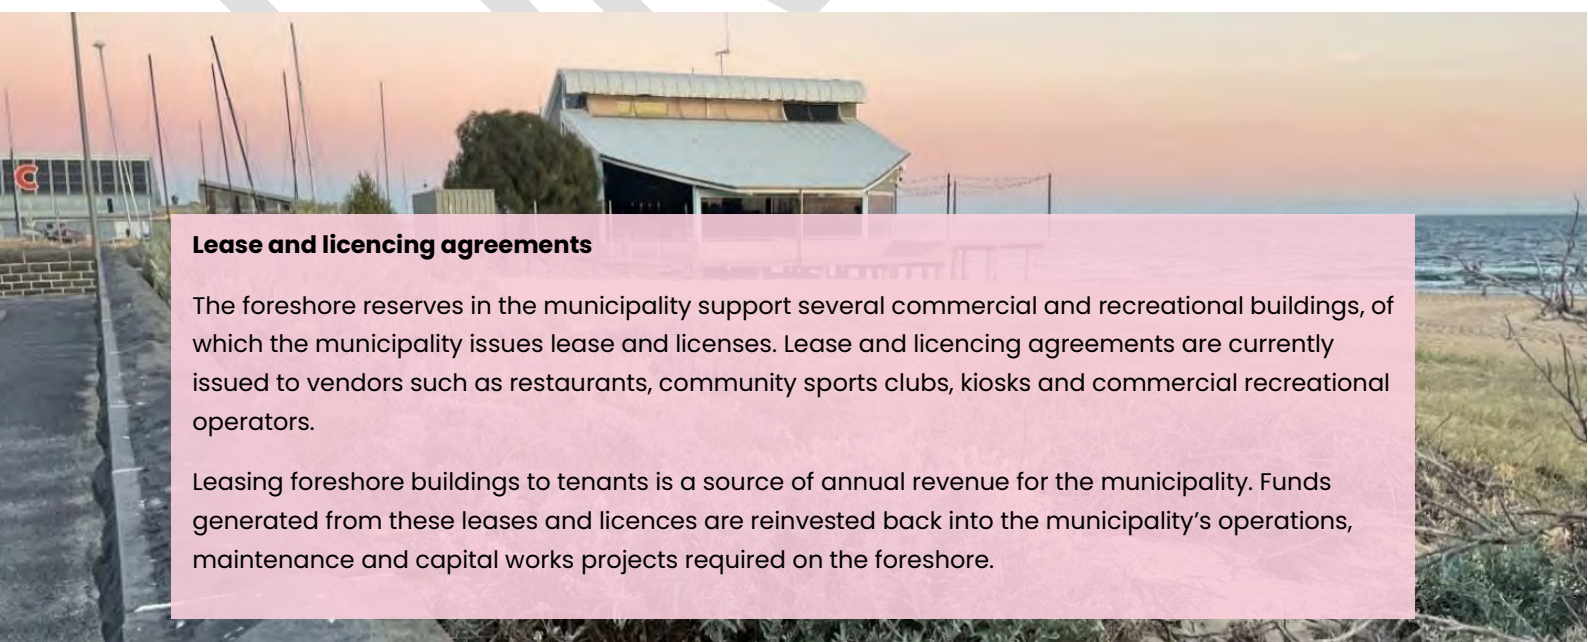 C
Lease and licencing agreements
The foreshore reserves in the municipality support several commercial and recreational buildings, of
which the municipality issues lease and licenses. Lease and licencing agreements are currently
issued to vendors such as restaurants, community sports clubs, kiosks and commercial recreational
operators.
Leasing foreshore buildings to tenants is a source of annual revenue for the municipality. Funds
generated from these leases and licences are reinvested back into the municipality’s operations,
maintenance and capital works projects required on the foreshore.